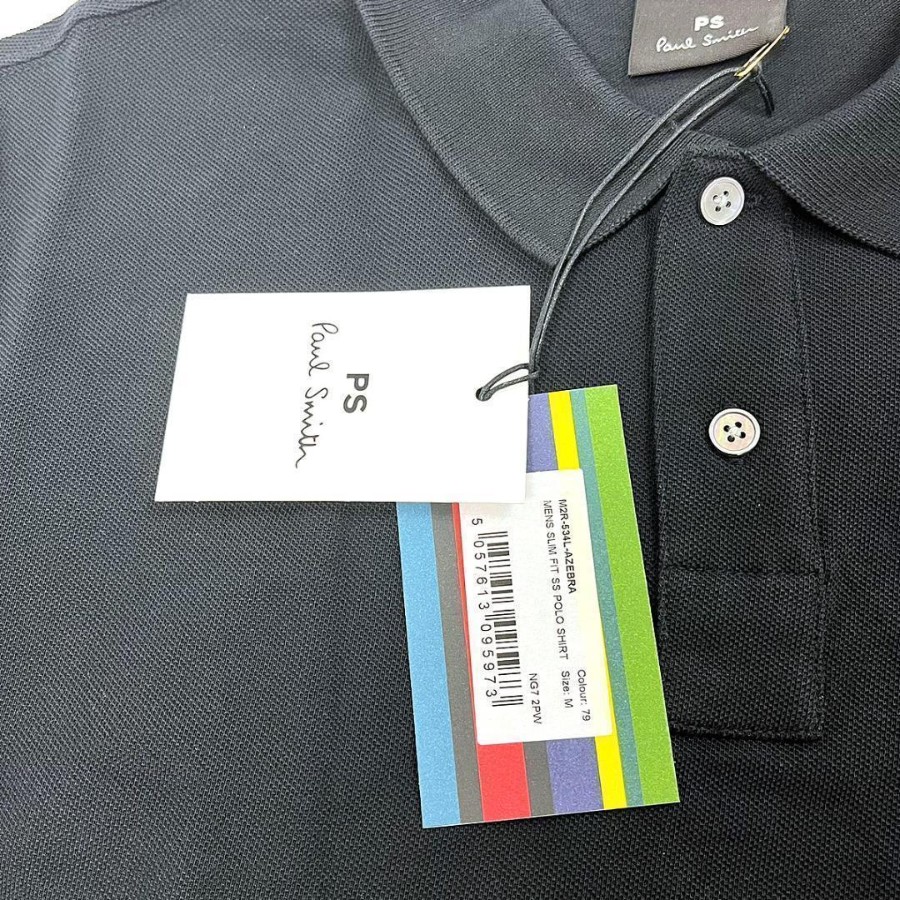 PS
Paul Smith
PS
Paul Smith
M2R-534L-AZEBRA
MENS SLIM FIT SS POLO SHIRT
Colour: 79
Size: M
5 057613 095973
NG7 2PW